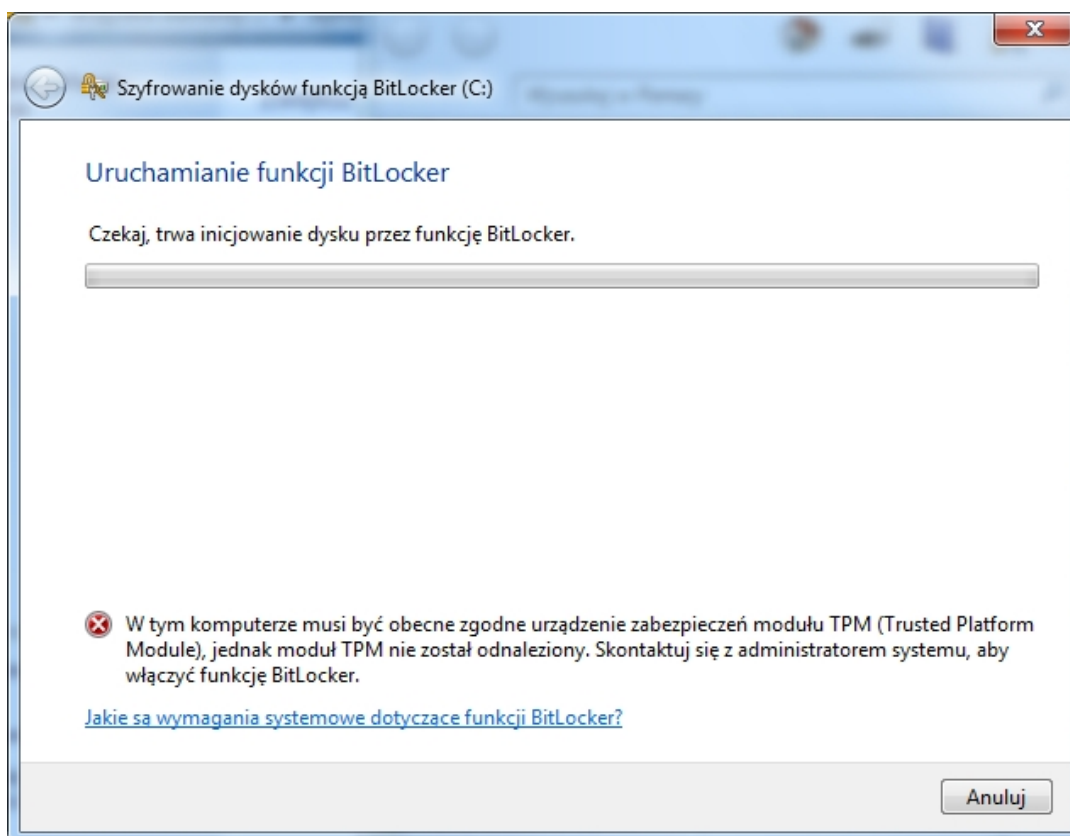 Szyfrowanie dysków funkcją BitLocker (C:)
Uruchamianie funkcji BitLocker
Czekaj, trwa inicjowanie dysku przez funkcję BitLocker.
W tym komputerze musi być obecne zgodne urządzenie zabezpieczeń modułu TPM (Trusted Platform
Module), jednak moduł TPM nie został odnaleziony. Skontaktuj się z administratorem systemu, aby
włączyć funkcję BitLocker.
Jakie są wymagania systemowe dotyczące funkcji BitLocker?
Anuluj